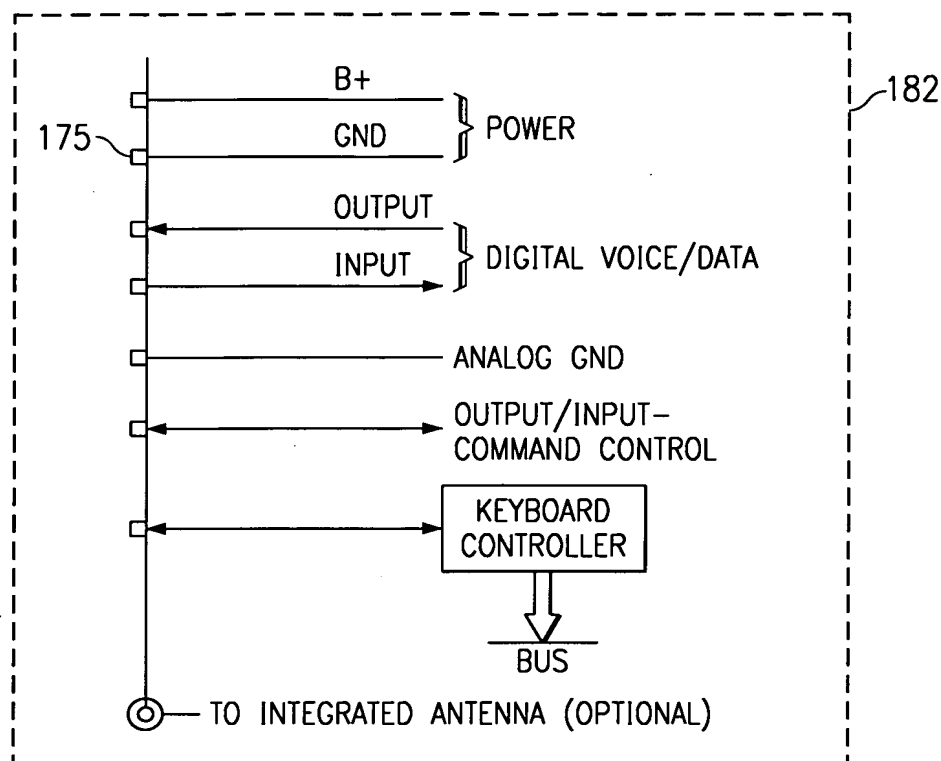 B+
182
175
GND
POWER
OUTPUT
INPUT
DIGITAL VOICE/DATA
ANALOG GND
OUTPUT/INPUT-
COMMAND CONTROL
KEYBOARD
CONTROLLER
BUS
TO INTEGRATED ANTENNA (OPTIONAL)